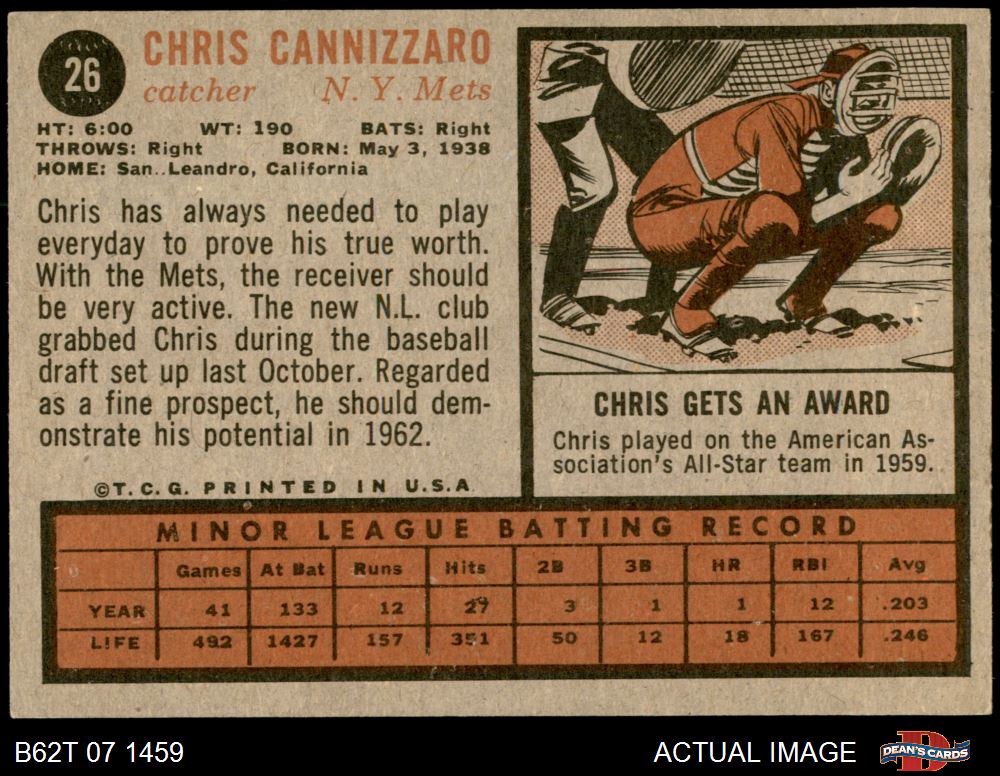 26
CHRIS CANNIZZARO
catcher N. Y. Mets
HT: 6:00 WT: 190 BATS: Right
THROWS: Right BORN: May 3, 1938
HOME: San..Leandro, California
Chris has always needed to play
everyday to prove his true worth.
With the Mets, the receiver should
be very active. The new N.L. club
grabbed Chris during the baseball
draft set up last October. Regarded
as a fine prospect, he should dem-
onstrate his potential in 1962.
©T. C. G. PRINTED IN U.S.A
CHRIS GETS AN AWARD
Chris played on the American As-
sociation's All-Star team in 1959.
MINOR LEAGUE BATTING RECORD
Games At Bat Runs Hits 2B 3B HR RBI Avg
YEAR 41 133 12 27 3 1 1 12 .203
LIFE 492 1427 157 351 50 12 18 167 .246
B62T 07 1459
ACTUAL IMAGE
D
DEAN'S CARDS